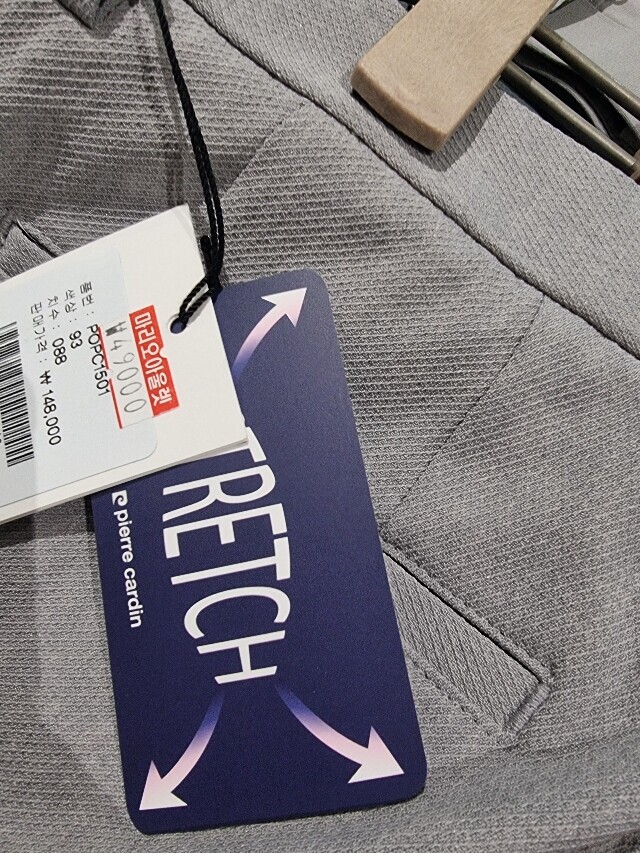 품번 : POPC1501
색상 : 93
치수 : 088
판매가격 : ₩148,000
마리오아울렛
₩49000
STRETCH
pierre cardin